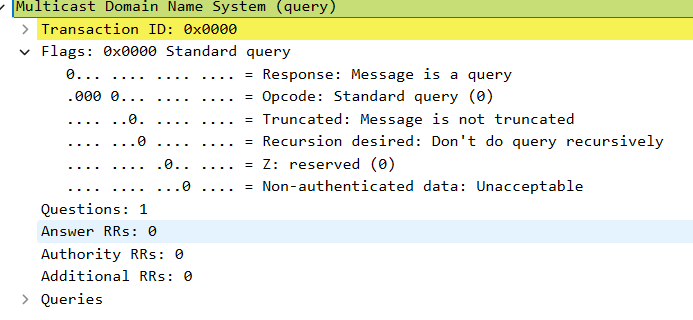 Multicast Domain Name System (query)
Transaction ID: 0x0000
Flags: 0x0000 Standard query
0... .... .... .... = Response: Message is a query
.000 0... .... .... = Opcode: Standard query (0)
.... ..0. .... .... = Truncated: Message is not truncated
.... ...0 .... .... = Recursion desired: Don't do query recursively
.... .... .0.. .... = Z: reserved (0)
.... .... ...0 .... = Non-authenticated data: Unacceptable
Questions: 1
Answer RRs: 0
Authority RRs: 0
Additional RRs: 0
Queries